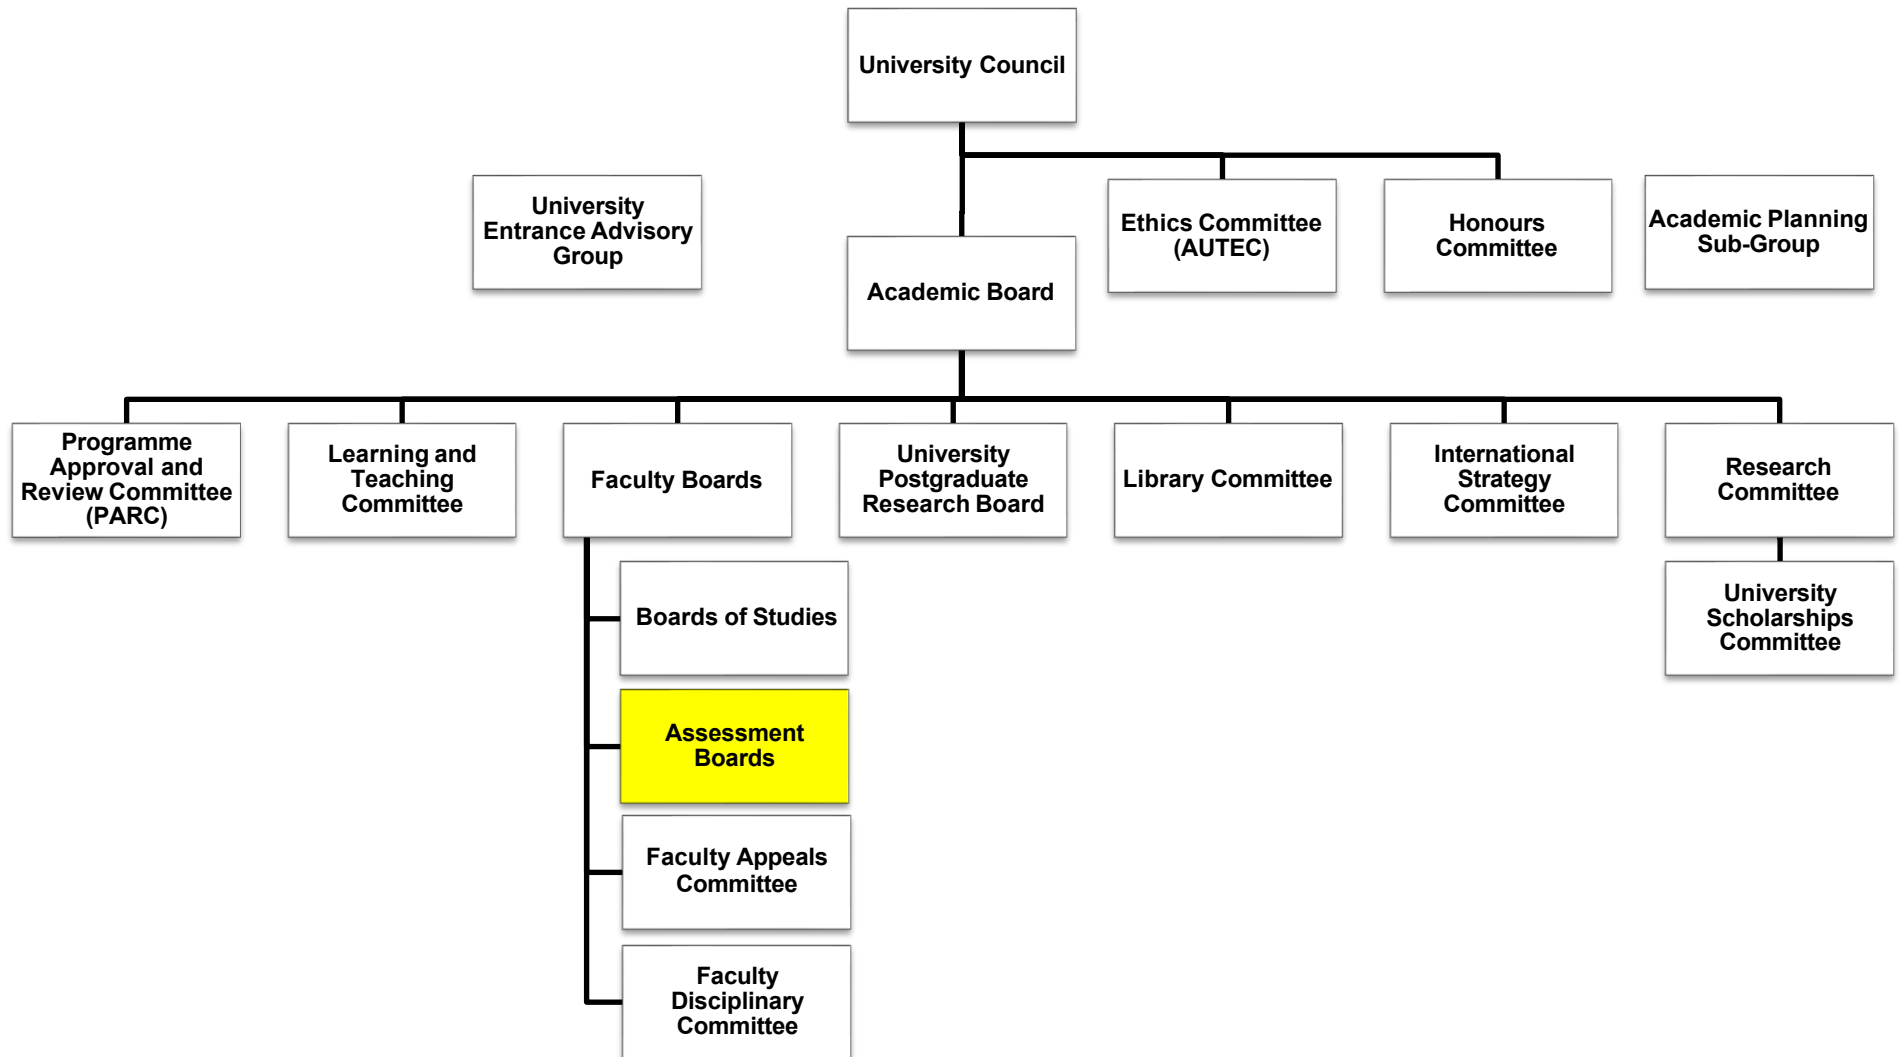 University Council
University
Entrance Advisory
Group
Academic Board
Ethics Committee
(AUTEC)
Honours
Committee
Academic Planning
Sub-Group
Programme
Approval and
Review Committee
(PARC)
Learning and
Teaching
Committee
Faculty Boards
University
Postgraduate
Research Board
Library Committee
International
Strategy
Committee
Research
Committee
Boards of Studies
Assessment
Boards
Faculty Appeals
Committee
Faculty
Disciplinary
Committee
University
Scholarships
Committee